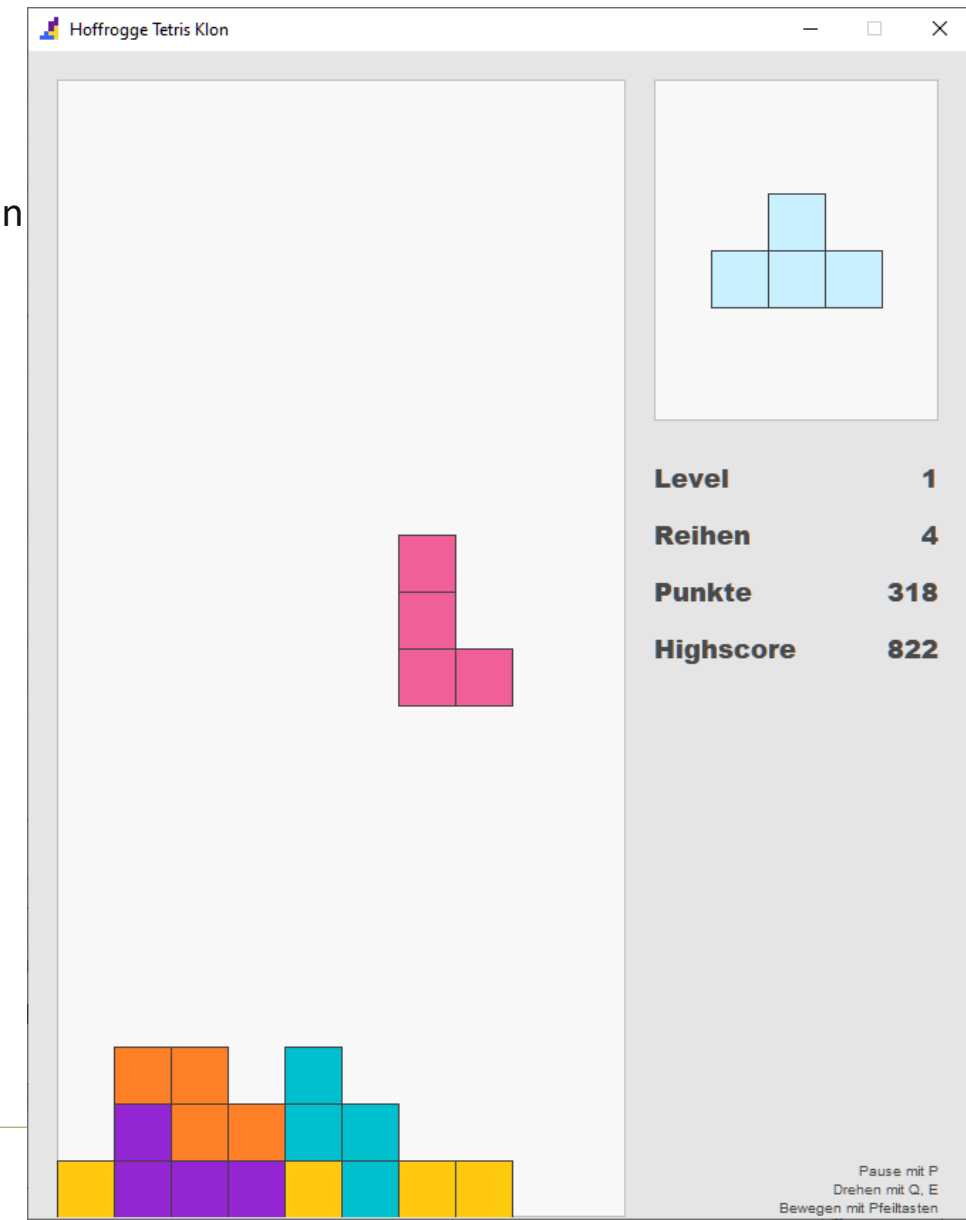 Hoffrogge Tetris Klon
n
Level 1
Reihen 4
Punkte 318
Highscore 822
Pause mit P
Drehen mit Q, E
Bewegen mit Pfeiltasten